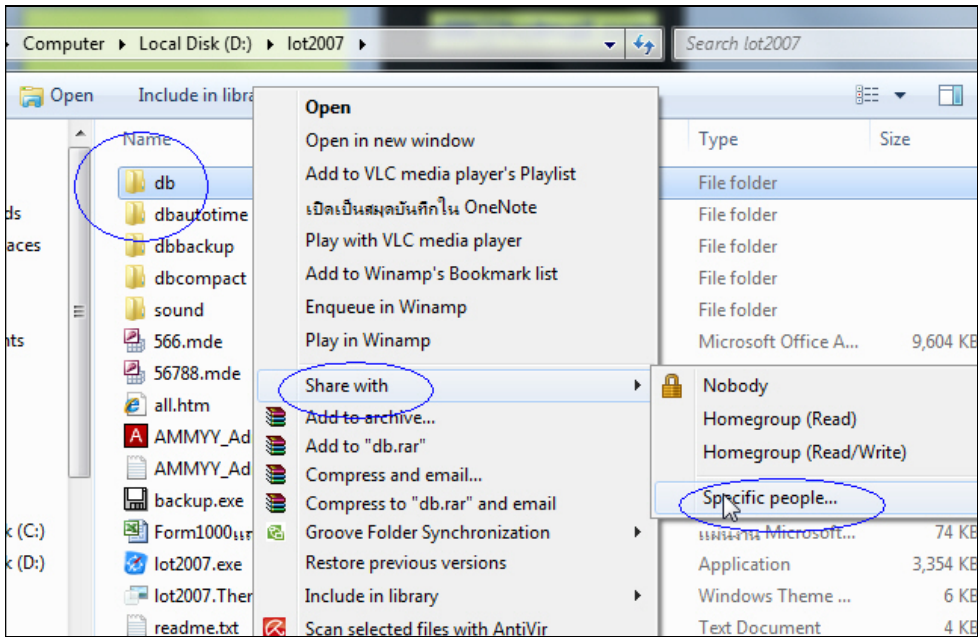 Computer ▸ Local Disk (D:) ▸ lot2007 ▸
Search lot2007
Open
Include in libra
Name
Type
Size
db
File folder
dbautotime
File folder
dbbackup
File folder
dbcompact
File folder
sound
File folder
566.mde
Microsoft Office A...
9,604 KB
56788.mde
all.htm
AMMYY_Ad
AMMYY_Ad
backup.exe
Form1000
แผ่นงาน Microsoft...
74 KB
lot2007.exe
Application
3,354 KB
lot2007.Ther
Windows Theme ...
6 KB
readme.txt
Text Document
4 KB
ds
aces
nts
k (C:)
k (D:)
Open
Open in new window
Add to VLC media player's Playlist
เปิดเป็นสมุดบันทึกใน OneNote
Play with VLC media player
Add to Winamp's Bookmark list
Enqueue in Winamp
Play in Winamp
Share with
Add to archive...
Add to "db.rar"
Compress and email...
Compress to "db.rar" and email
Groove Folder Synchronization
Restore previous versions
Include in library
Scan selected files with AntiVir
Nobody
Homegroup (Read)
Homegroup (Read/Write)
Specific people...